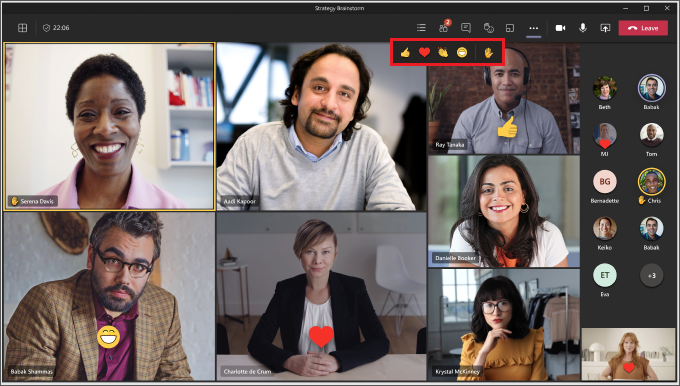 Strategy Brainstorm
22:06
2
Leave
Serena Davis
Aadi Kapoor
Ray Tanaka
Danielle Booker
Babak Shammas
Charlotte de Crum
Krystal McKinney
Beth
Babak
MJ
Tom
BG
Bernadette
Chris
Keiko
Babak
ET
Eva
+3